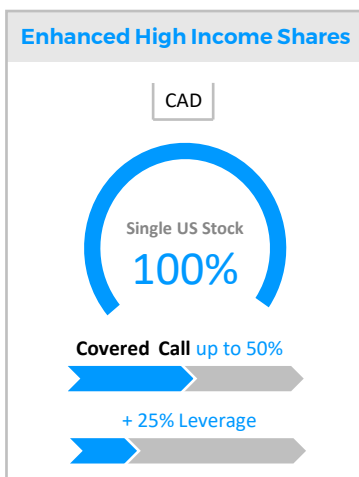 Enhanced High Income Shares
CAD
Single US Stock
100%
Covered Call up to 50%
+ 25% Leverage